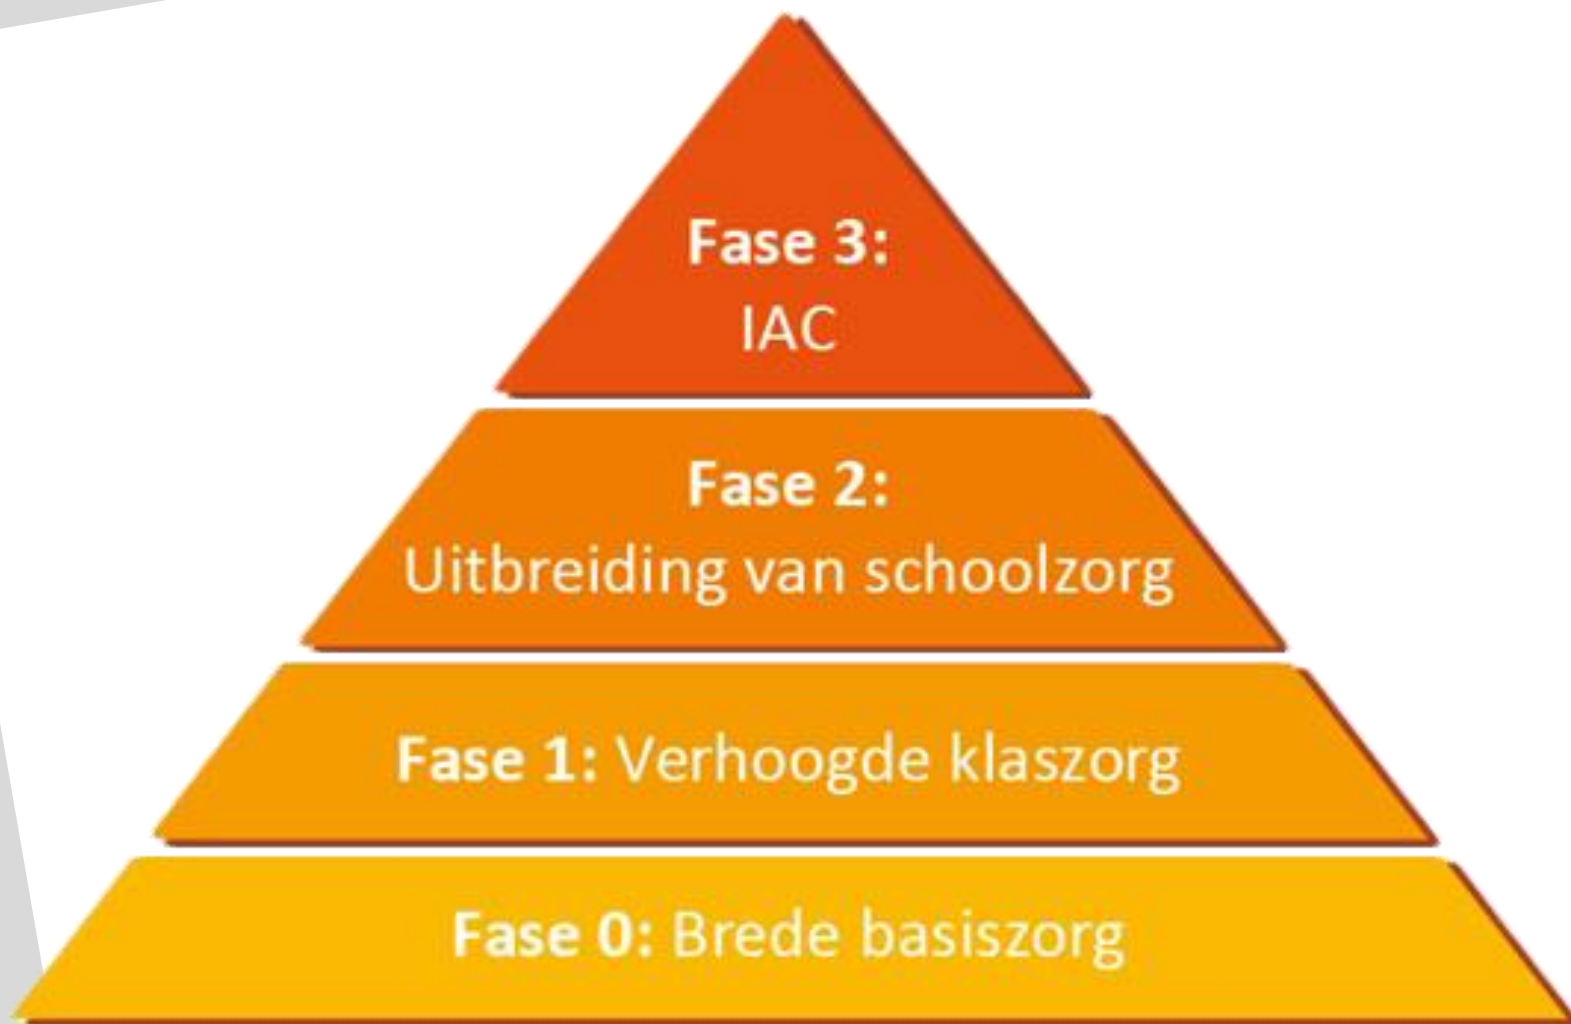 Fase 3:
IAC
Fase 2:
Uitbreiding van schoolzorg
Fase 1: Verhoogde klaszorg
Fase 0: Brede basiszorg